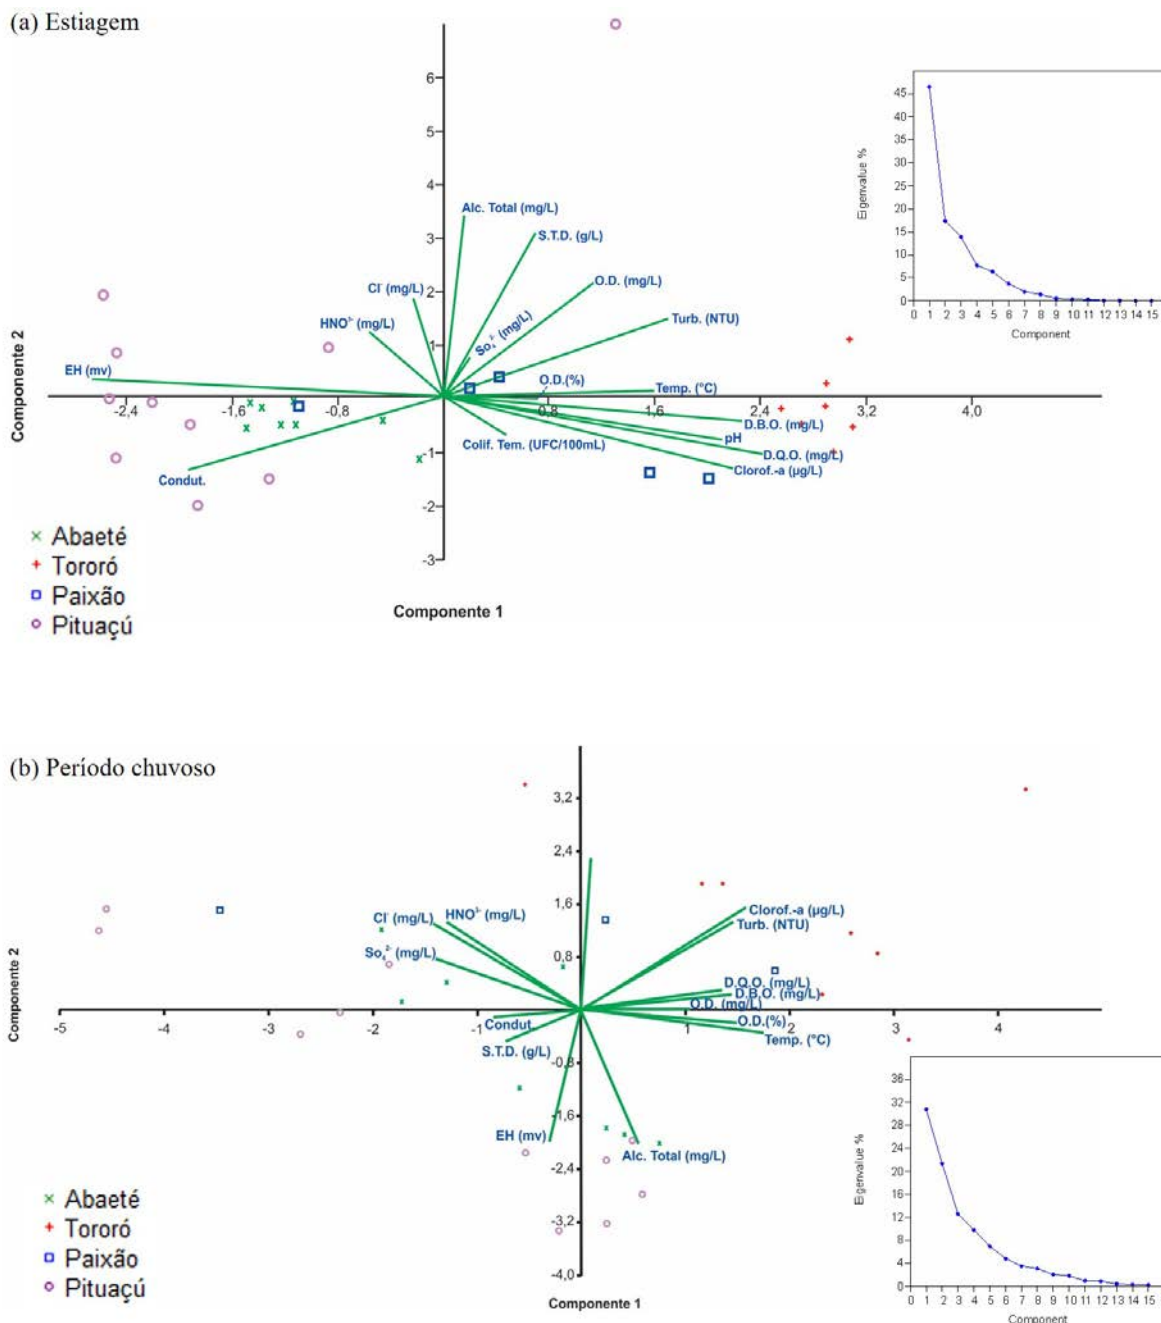 (a) Estiagem
6
5
4
Alc. Total (mg/L)
3
S.T.D. (g/L)
O.D. (mg/L)
Cl⁻ (mg/L)
2
HNO³⁻ (mg/L)
So₄²⁻ (mg/L)
Turb. (NTU)
1
EH (mv)
O.D.(%)
Temp. (°C)
-2,4
-1,6
-0,8
0,8
1,6
2,4
3,2
4,0
D.B.O. (mg/L)
Colif. Tem. (UFC/100mL)
pH
-1
D.Q.O. (mg/L)
Clorof.-a (µg/L)
Condut.
-2
-3
Componente 2
Componente 1
Abaeté
Tororó
Paixão
Pituaçú
Eigenvalue %
45
40
35
30
25
20
15
10
5
0
0 1 2 3 4 5 6 7 8 9 10 11 12 13 14 15
Component
(b) Período chuvoso
3,2
2,4
1,6
Clorof.-a (µg/L)
HNO³⁻ (mg/L)
Cl⁻ (mg/L)
Turb. (NTU)
So₄²⁻ (mg/L)
0,8
D.Q.O. (mg/L)
D.B.O. (mg/L)
O.D. (mg/L)
-5
-4
-3
-2
-1
1
2
3
4
Condut.
O.D.(%)
Temp. (°C)
S.T.D. (g/L)
-0,8
-1,6
EH (mv)
Alc. Total (mg/L)
-2,4
-3,2
-4,0
Componente 2
Componente 1
Abaeté
Tororó
Paixão
Pituaçú
Eigenvalue %
36
32
28
24
20
16
12
8
4
0
0 1 2 3 4 5 6 7 8 9 10 11 12 13 14 15
Component